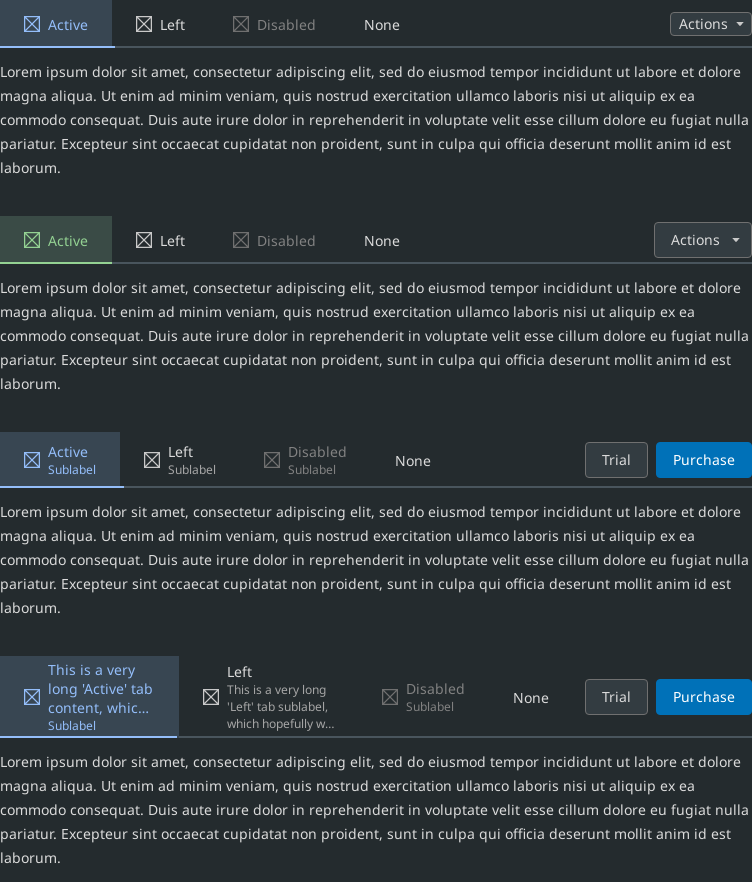 Active Left Disabled None Actions
Lorem ipsum dolor sit amet, consectetur adipiscing elit, sed do eiusmod tempor incididunt ut labore et dolore
magna aliqua. Ut enim ad minim veniam, quis nostrud exercitation ullamco laboris nisi ut aliquip ex ea
commodo consequat. Duis aute irure dolor in reprehenderit in voluptate velit esse cillum dolore eu fugiat nulla
pariatur. Excepteur sint occaecat cupidatat non proident, sunt in culpa qui officia deserunt mollit anim id est
laborum.
Active Left Disabled None Actions
Lorem ipsum dolor sit amet, consectetur adipiscing elit, sed do eiusmod tempor incididunt ut labore et dolore
magna aliqua. Ut enim ad minim veniam, quis nostrud exercitation ullamco laboris nisi ut aliquip ex ea
commodo consequat. Duis aute irure dolor in reprehenderit in voluptate velit esse cillum dolore eu fugiat nulla
pariatur. Excepteur sint occaecat cupidatat non proident, sunt in culpa qui officia deserunt mollit anim id est
laborum.
Active
Sublabel
Left
Sublabel
Disabled
Sublabel
None
Trial
Purchase
Lorem ipsum dolor sit amet, consectetur adipiscing elit, sed do eiusmod tempor incididunt ut labore et dolore
magna aliqua. Ut enim ad minim veniam, quis nostrud exercitation ullamco laboris nisi ut aliquip ex ea
commodo consequat. Duis aute irure dolor in reprehenderit in voluptate velit esse cillum dolore eu fugiat nulla
pariatur. Excepteur sint occaecat cupidatat non proident, sunt in culpa qui officia deserunt mollit anim id est
laborum.
This is a very
long 'Active' tab
content, whic...
Sublabel
Left
This is a very long
'Left' tab sublabel,
which hopefully w...
Disabled
Sublabel
None
Trial
Purchase
Lorem ipsum dolor sit amet, consectetur adipiscing elit, sed do eiusmod tempor incididunt ut labore et dolore
magna aliqua. Ut enim ad minim veniam, quis nostrud exercitation ullamco laboris nisi ut aliquip ex ea
commodo consequat. Duis aute irure dolor in reprehenderit in voluptate velit esse cillum dolore eu fugiat nulla
pariatur. Excepteur sint occaecat cupidatat non proident, sunt in culpa qui officia deserunt mollit anim id est
laborum.